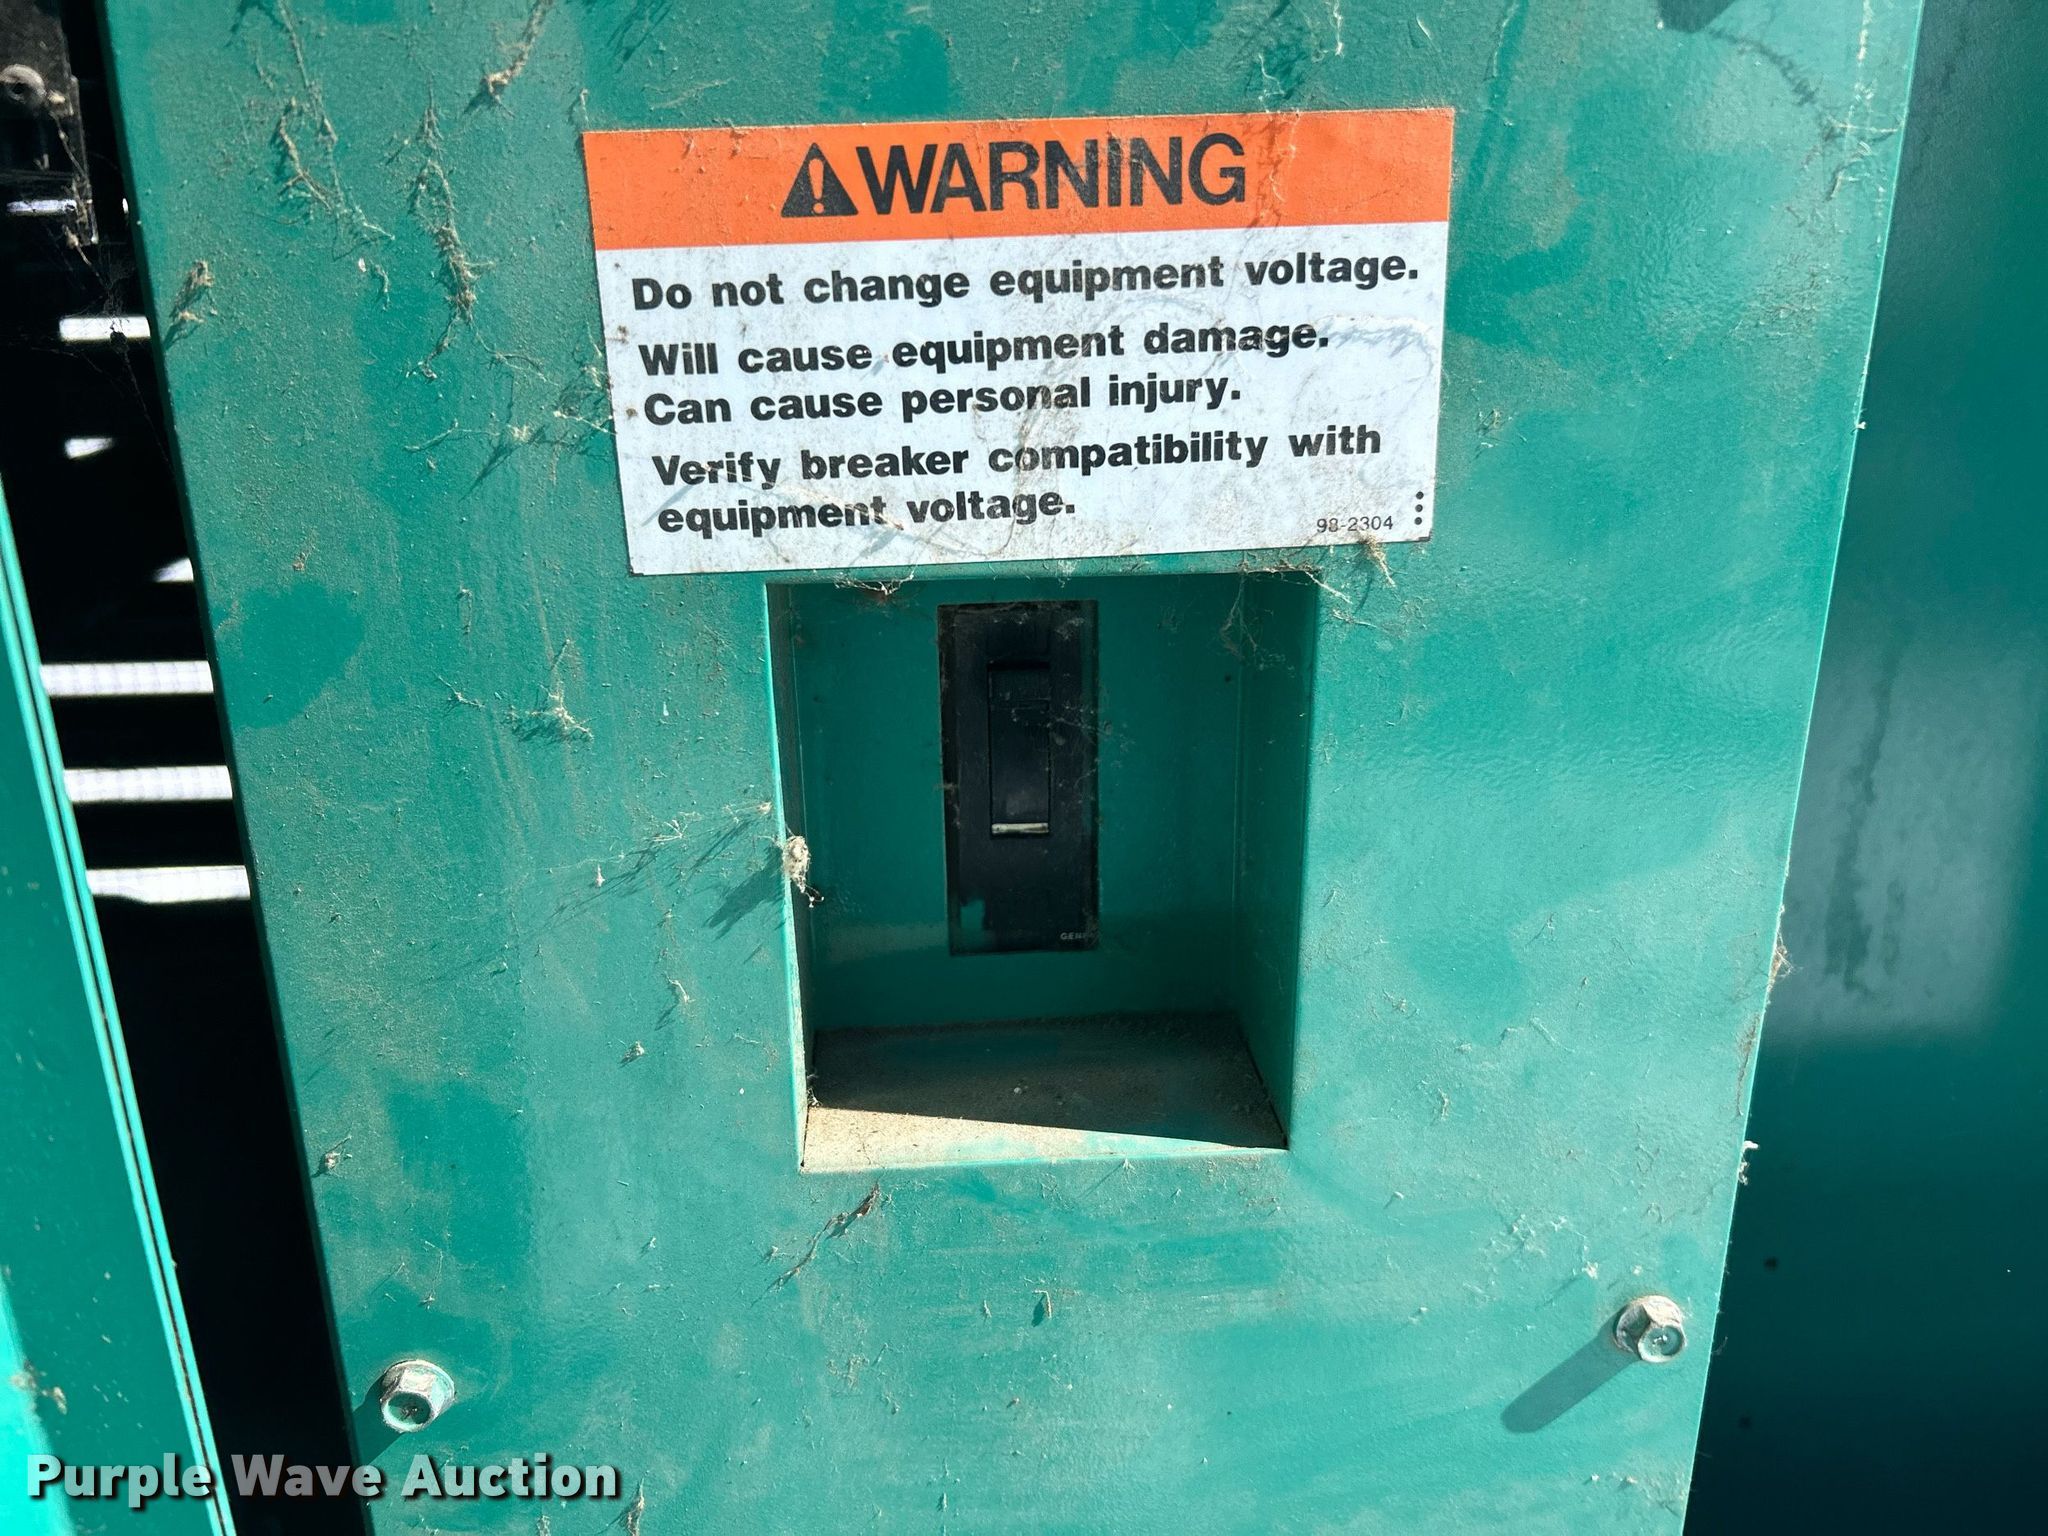 WARNING
Do not change equipment voltage.
Will cause equipment damage.
Can cause personal injury.
Verify breaker compatibility with
equipment voltage.
98-2304
Purple Wave Auction